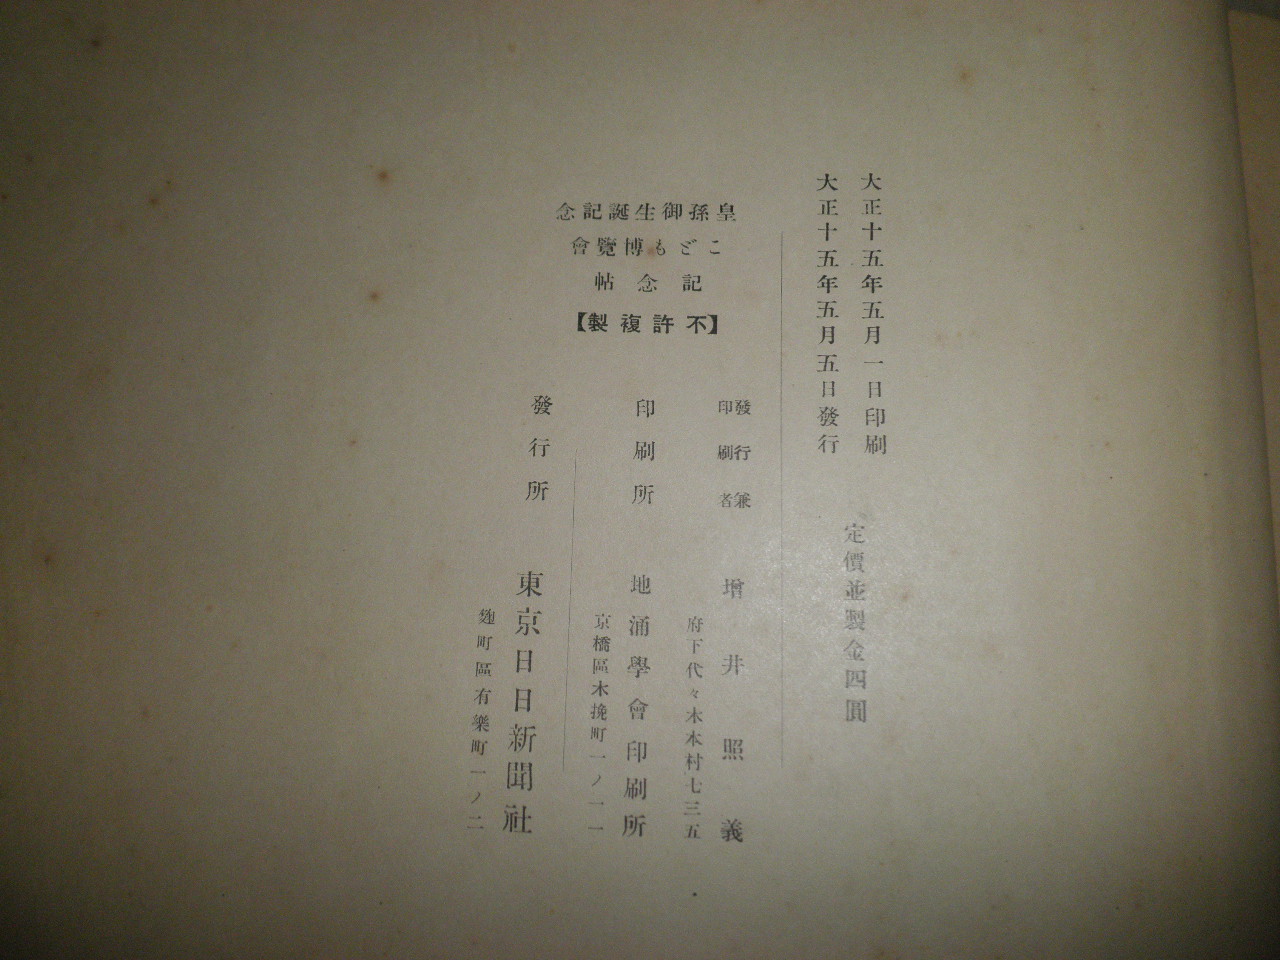 大正十五年五月一日印刷
大正十五年五月五日發行
定價並製金四圓
皇孫御生誕記念
こども博覽會
記念帖
【不許複製】
發行兼
印刷者
增井照義
府下代々木本村七三五
印刷所
地涌學會印刷所
京橋區木挽町一ノ一一
發行所
東京日日新聞社
麹町區有樂町一ノ二